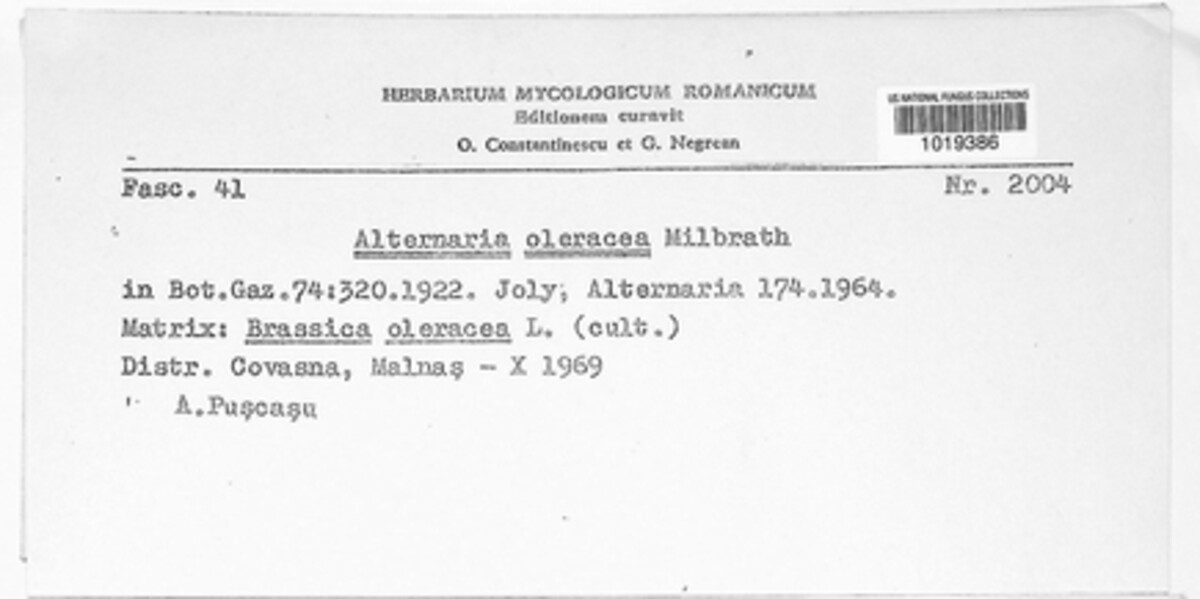 HERBARIUM MYCOLOGICUM ROMANICUM
Editionem curavit
O. Constantinescu et G. Negrean
US NATIONAL FUNGUS COLLECTIONS
1019386
Fasc. 41
Nr. 2004
Alternaria oleracea Milbrath
in Bot.Gaz.74:320.1922. Joly, Alternaria 174.1964.
Matrix: Brassica oleracea L. (cult.)
Distr. Covasna, Malnaş - X 1969
A.Puşcaşu